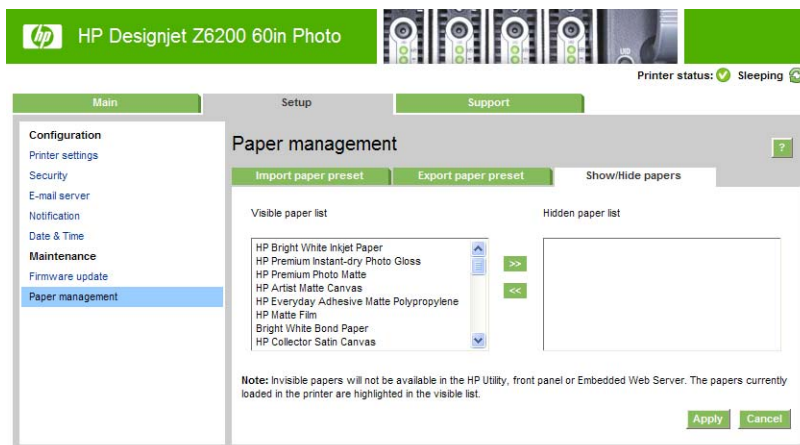 hp HP Designjet Z6200 60in Photo
UID
Printer status: Sleeping
Main Setup Support
Configuration
Printer settings
Security
E-mail server
Notification
Date & Time
Maintenance
Firmware update
Paper management
Paper management
?
Import paper preset Export paper preset Show/Hide papers
Visible paper list Hidden paper list
HP Bright White Inkjet Paper
HP Premium Instant-dry Photo Gloss
HP Premium Photo Matte
HP Artist Matte Canvas
HP Everyday Adhesive Matte Polypropylene
HP Matte Film
Bright White Bond Paper
HP Collector Satin Canvas
>>
<<
Note: Invisible papers will not be available in the HP Utility, front panel or Embedded Web Server. The papers currently
loaded in the printer are highlighted in the visible list.
Apply Cancel